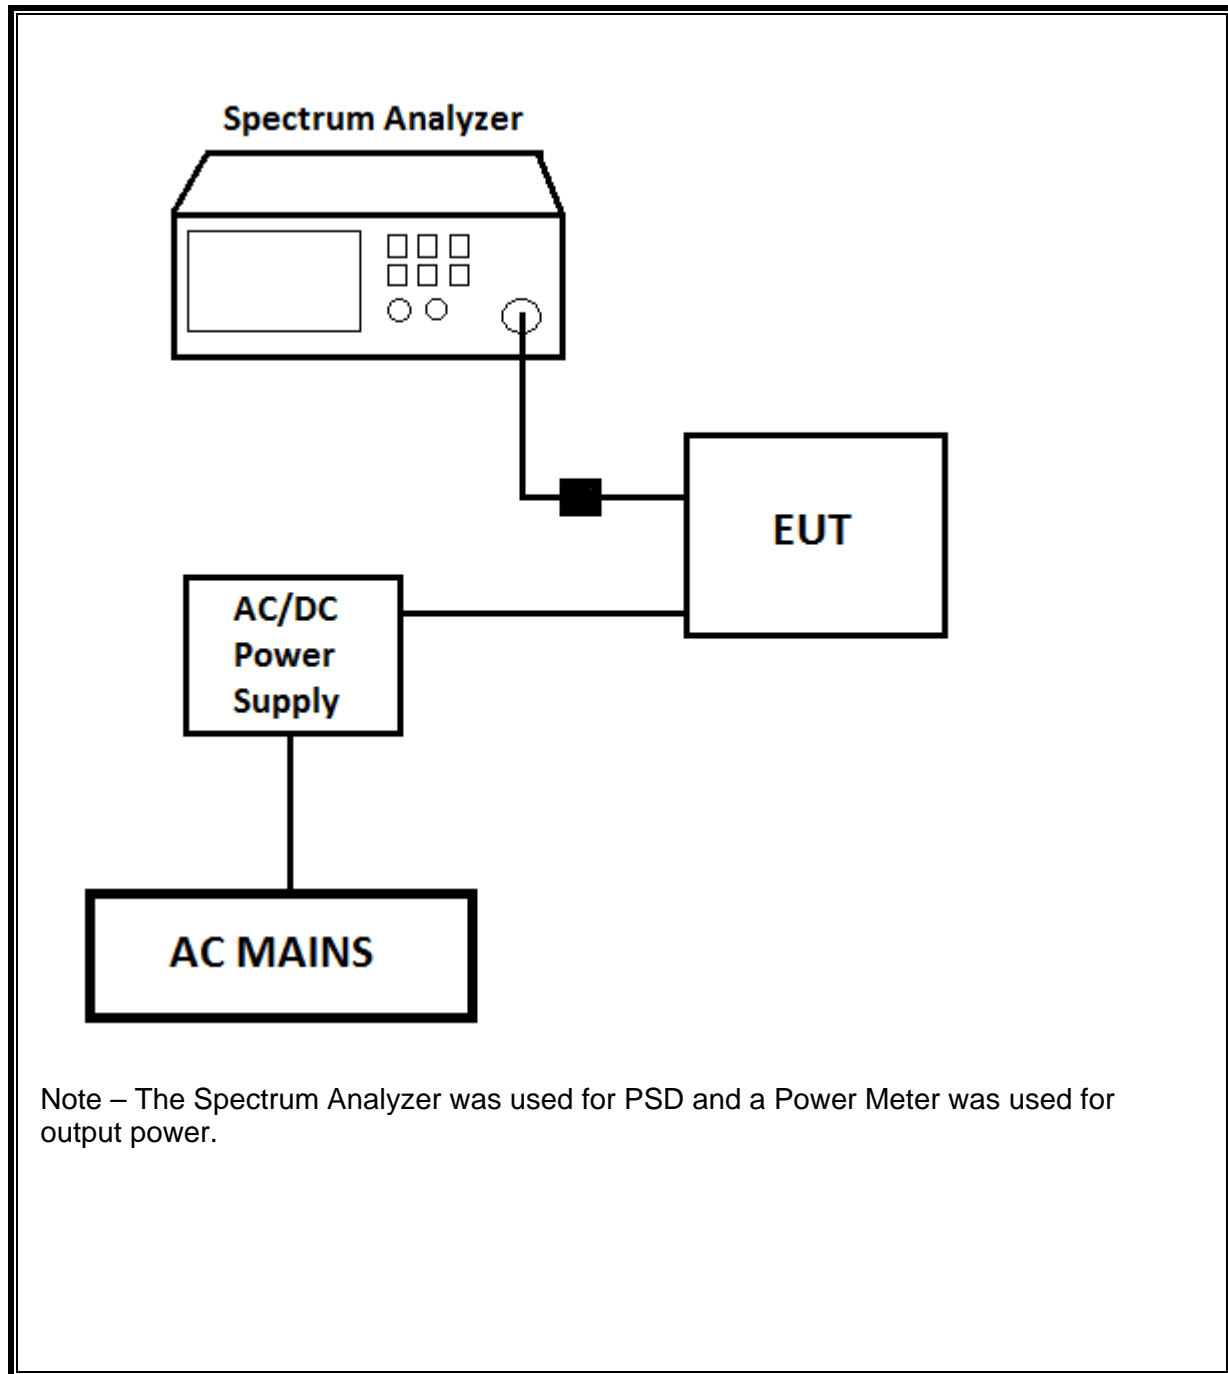 Spectrum Analyzer
EUT
AC/DC
Power
Supply
AC MAINS
Note – The Spectrum Analyzer was used for PSD and a Power Meter was used for
output power.